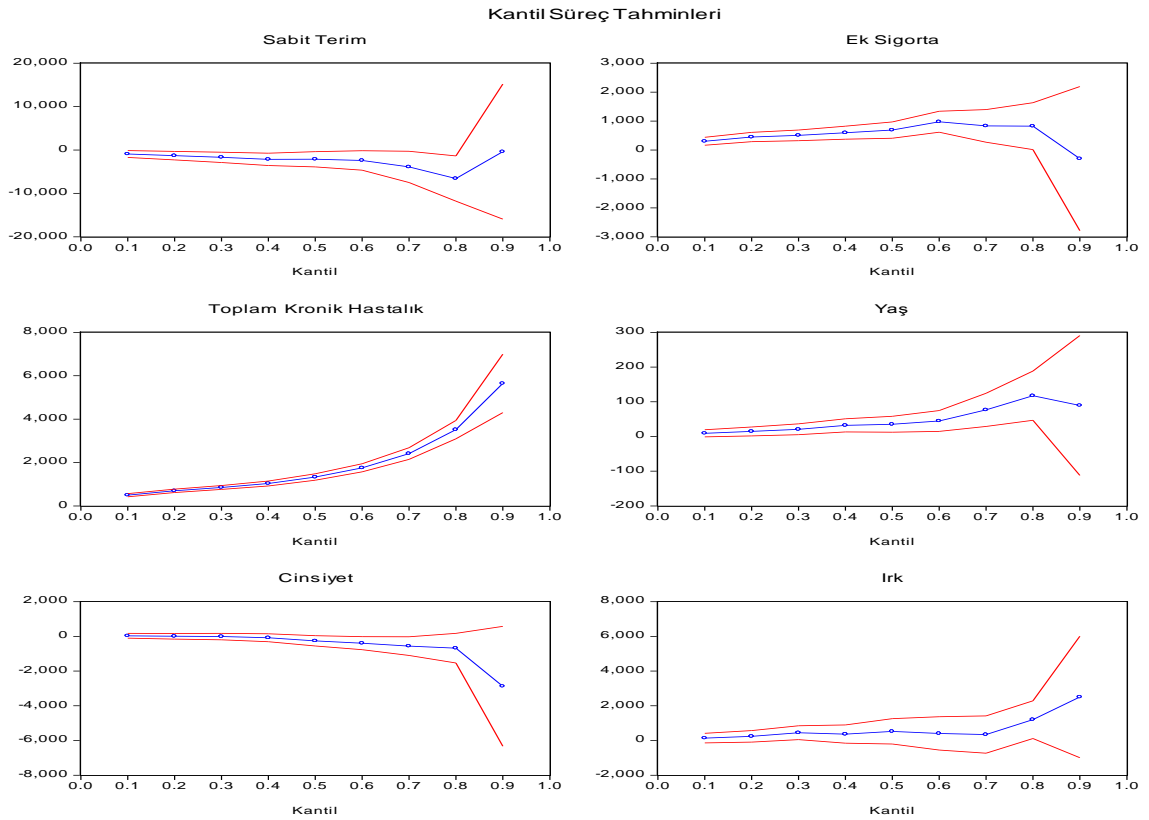 Kantil Süreç Tahminleri
Sabit Terim
20,000
10,000
0
-10,000
-20,000
0.0 0.1 0.2 0.3 0.4 0.5 0.6 0.7 0.8 0.9 1.0
Kantil
Ek Sigorta
3,000
2,000
1,000
0
-1,000
-2,000
-3,000
0.0 0.1 0.2 0.3 0.4 0.5 0.6 0.7 0.8 0.9 1.0
Kantil
Toplam Kronik Hastalık
8,000
6,000
4,000
2,000
0
0.0 0.1 0.2 0.3 0.4 0.5 0.6 0.7 0.8 0.9 1.0
Kantil
Yaş
300
200
100
0
-100
-200
0.0 0.1 0.2 0.3 0.4 0.5 0.6 0.7 0.8 0.9 1.0
Kantil
Cinsiyet
2,000
0
-2,000
-4,000
-6,000
-8,000
0.0 0.1 0.2 0.3 0.4 0.5 0.6 0.7 0.8 0.9 1.0
Kantil
Irk
8,000
6,000
4,000
2,000
0
-2,000
0.0 0.1 0.2 0.3 0.4 0.5 0.6 0.7 0.8 0.9 1.0
Kantil